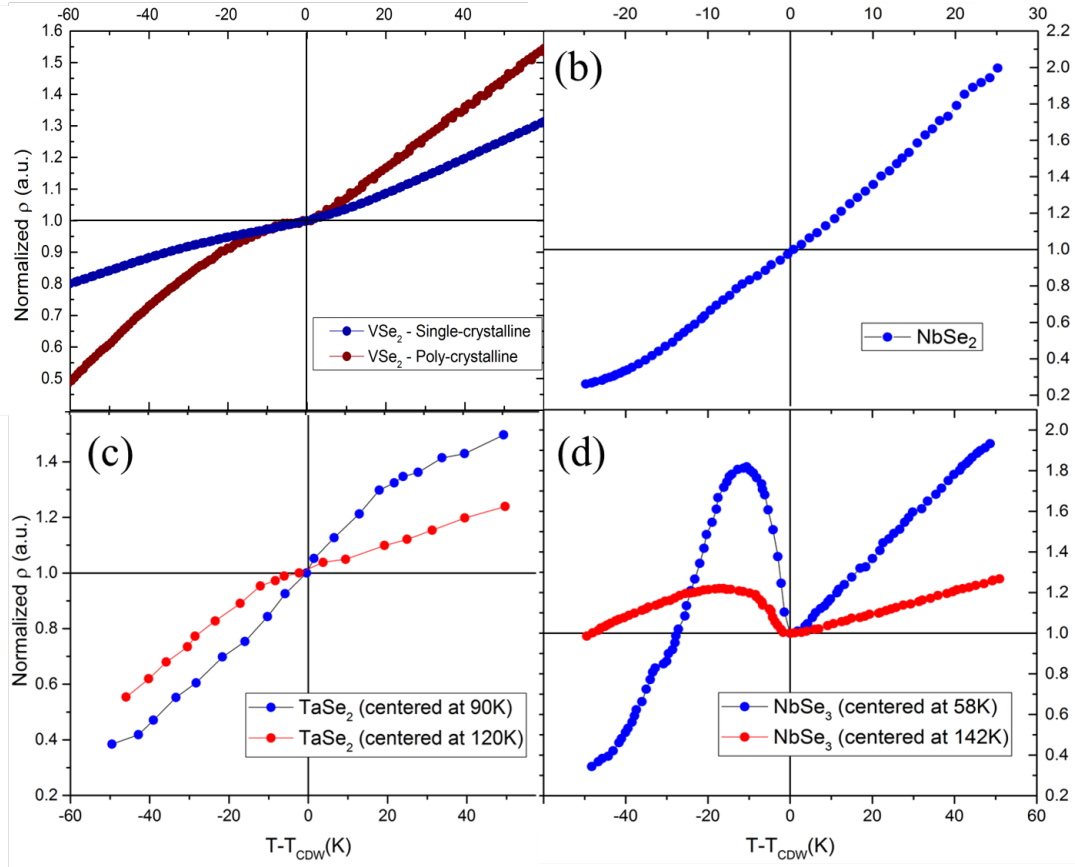 -60 -40 -20 0 20 40
-20 -10 0 10 20 30
1.6
1.5
1.4
1.3
1.2
1.1
1.0
0.9
0.8
0.7
0.6
0.5
Normalized ρ (a.u.)
VSe2 - Single-crystalline
VSe2 - Poly-crystalline
(b)
2.2
2.0
1.8
1.6
1.4
1.2
1.0
0.8
0.6
0.4
0.2
NbSe2
(c)
1.4
1.2
1.0
0.8
0.6
0.4
0.2
Normalized ρ (a.u.)
TaSe2 (centered at 90K)
TaSe2 (centered at 120K)
-60 -40 -20 0 20 40
T-TCDW(K)
(d)
2.0
1.8
1.6
1.4
1.2
1.0
0.8
0.6
0.4
0.2
NbSe3 (centered at 58K)
NbSe3 (centered at 142K)
-40 -20 0 20 40 60
T-TCDW(K)